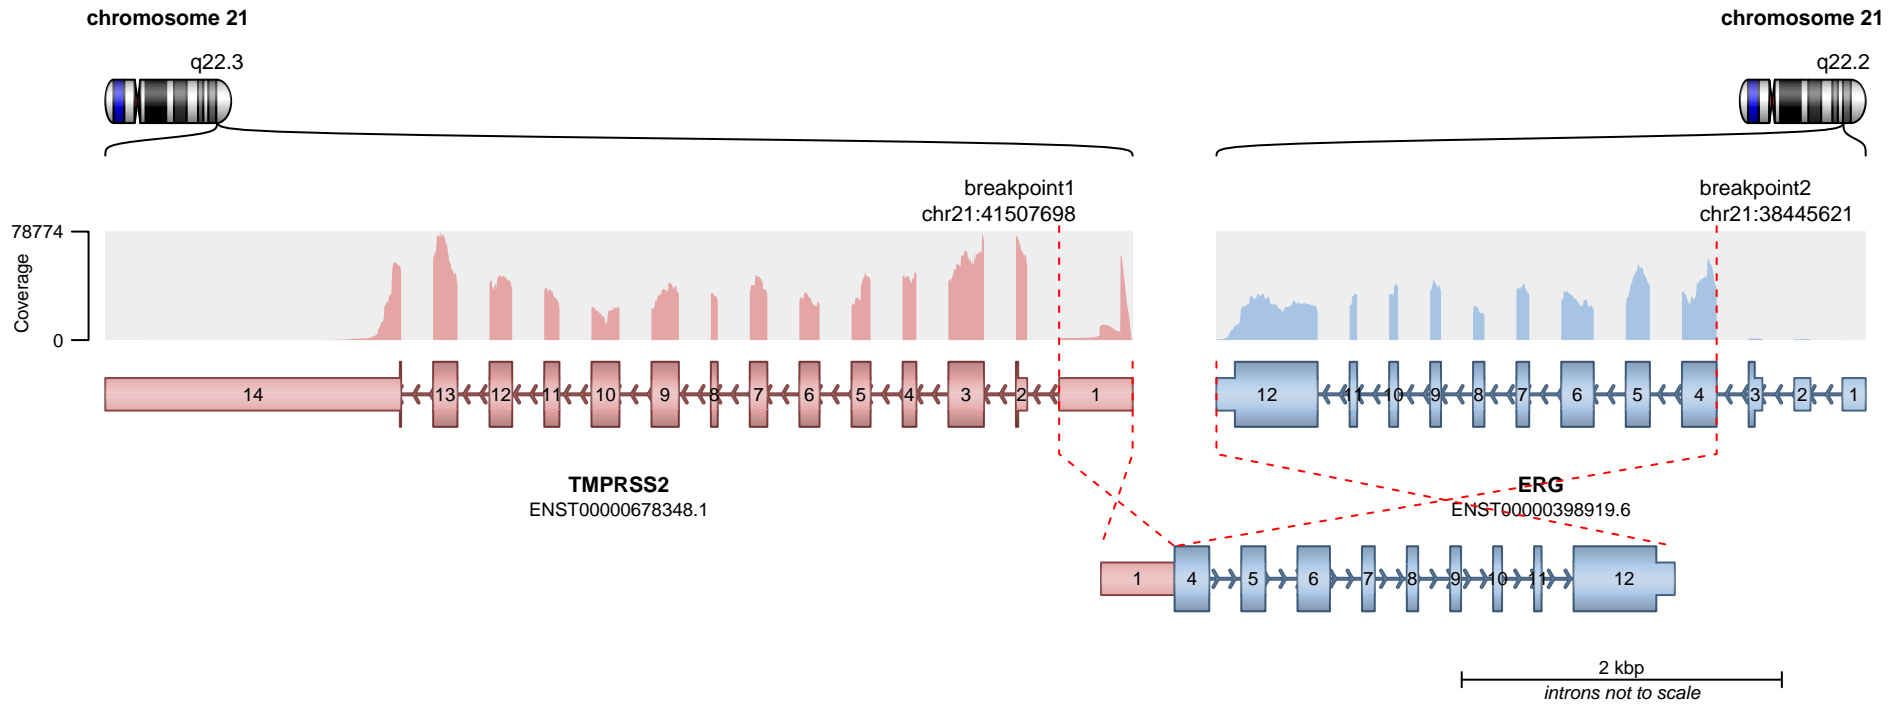 chromosome 21
chromosome 21
q22.3
q22.2
breakpoint1
chr21:41507698
breakpoint2
chr21:38445621
78774
Coverage
0
14 13 12 11 10 9 8 7 6 5 4 3 2 1
12 11 10 9 8 7 6 5 4 3 2 1
TMPRSS2
ENST00000678348.1
ERG
ENST00000398919.6
1 4 5 6 7 8 9 10 11 12
2 kbp
introns not to scale